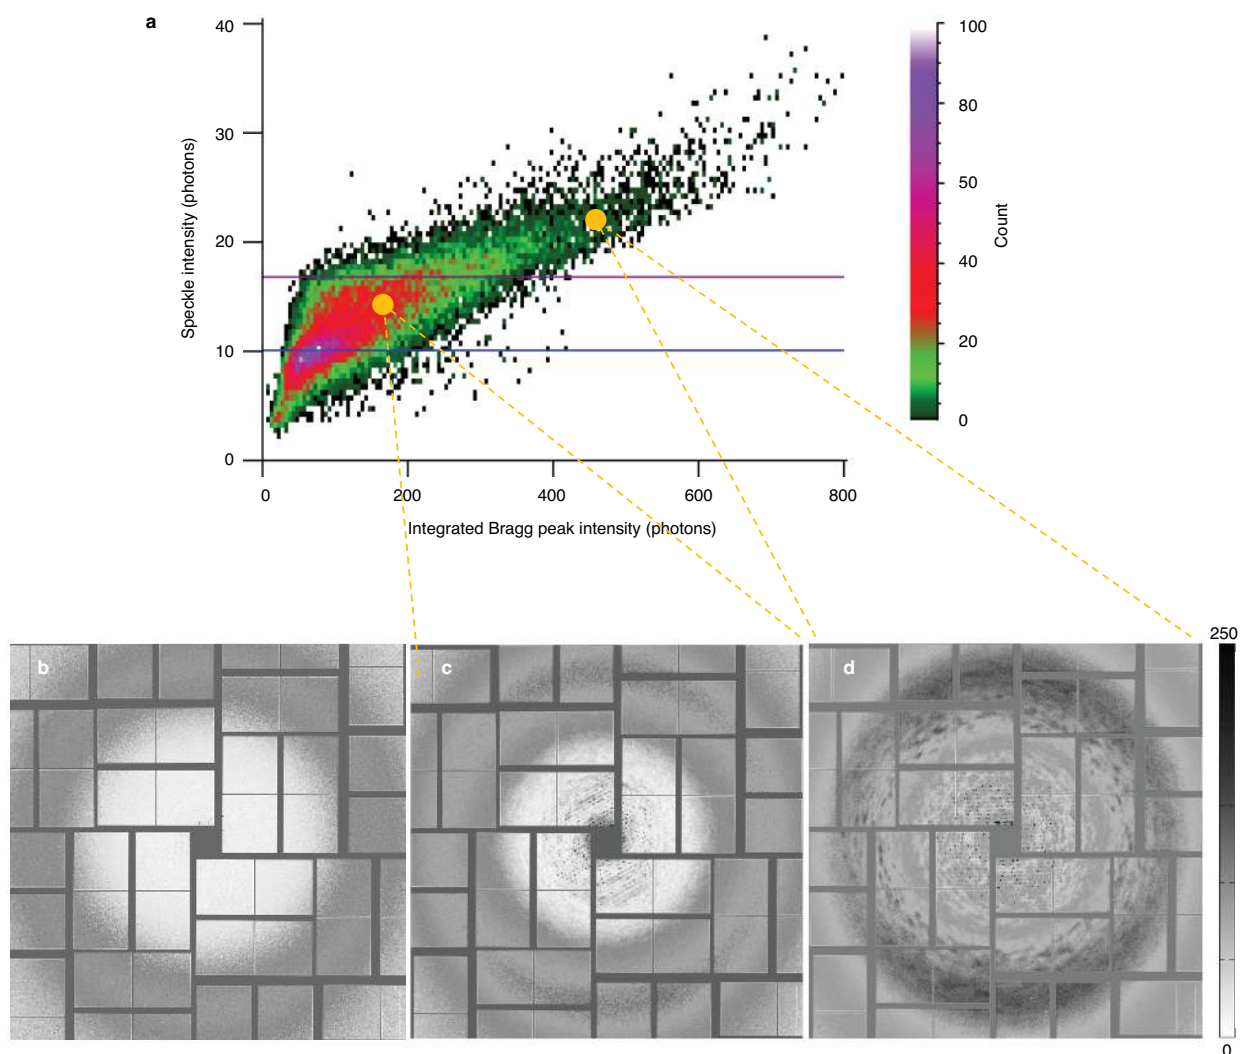 a
40
30
20
10
0
Speckle intensity (photons)
0 200 400 600 800
Integrated Bragg peak intensity (photons)
100
80
50
40
20
0
Count
b
c
d
250
0